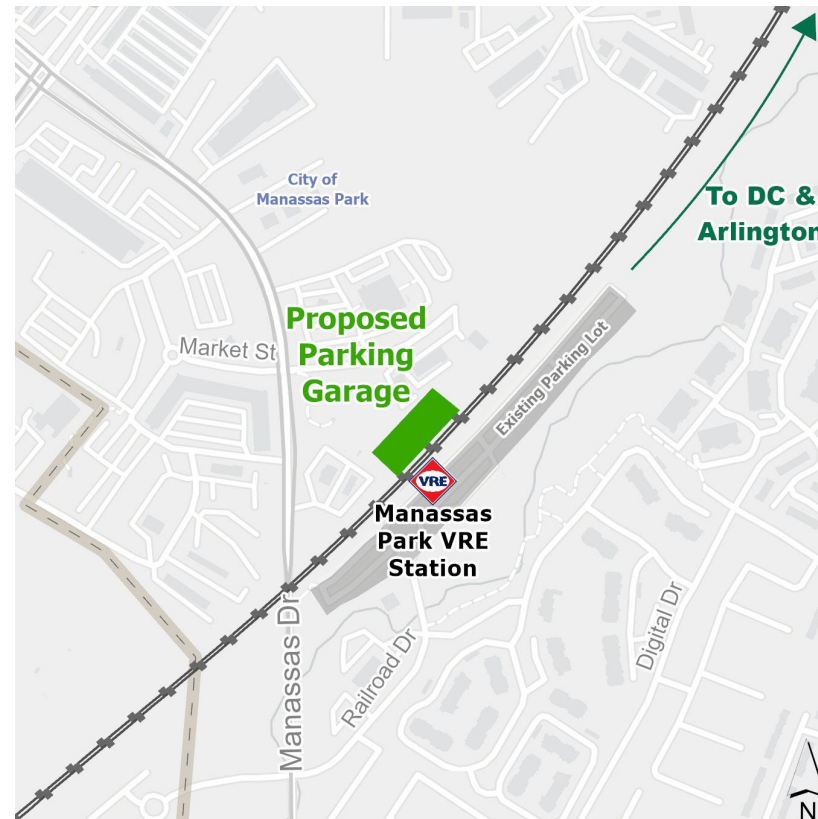 City of
Manassas Park
To DC &
Arlington
Proposed
Parking
Garage
Market St
Existing Parking Lot
VRE
Manassas
Park VRE
Station
Manassas Dr
Railroad Dr
Digital Dr
N